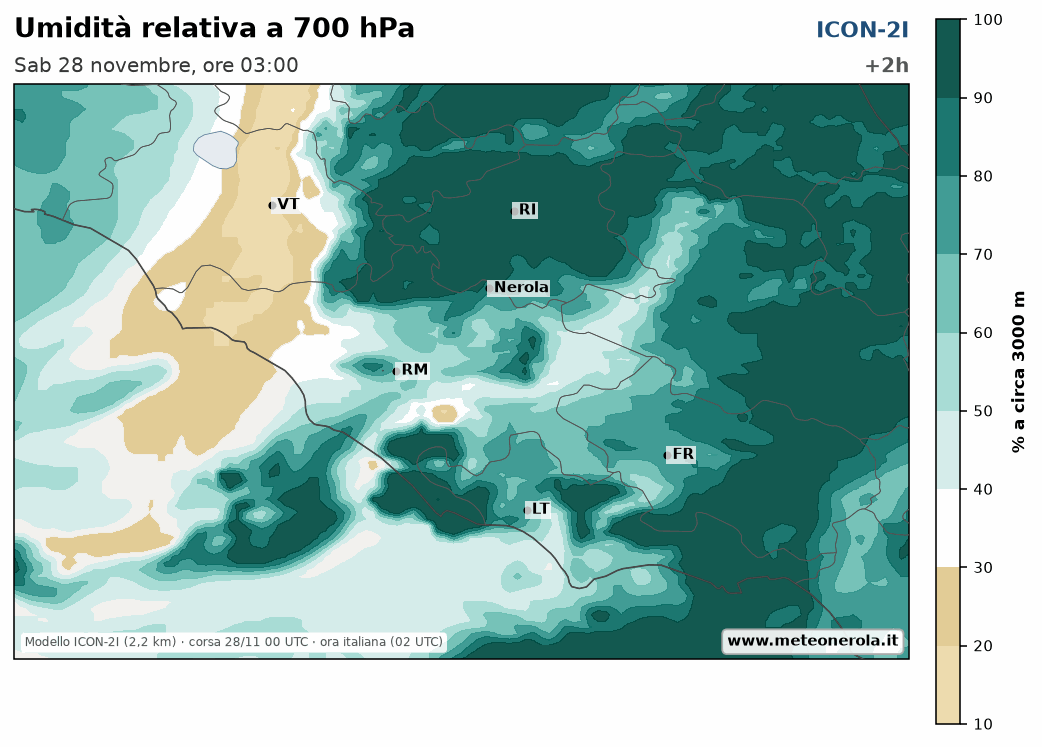 Umidità relativa a 700 hPa
ICON-2I
Sab 28 novembre, ore 03:00
+2h
100
90
80
70
60
50
40
30
20
10
% a circa 3000 m
VT
RI
Nerola
RM
FR
LT
Modello ICON-2I (2,2 km) · corsa 28/11 00 UTC · ora italiana (02 UTC)
www.meteonerola.it